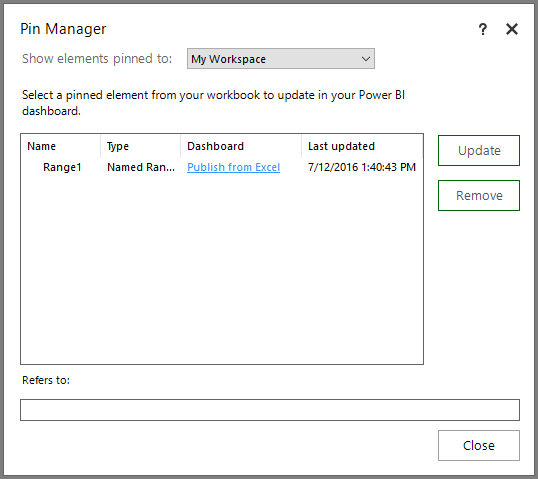 Pin Manager
?
Show elements pinned to: My Workspace
Select a pinned element from your workbook to update in your Power BI
dashboard.
Name Type Dashboard Last updated
Range1 Named Ran... Publish from Excel 7/12/2016 1:40:43 PM
Update
Remove
Refers to:
Close